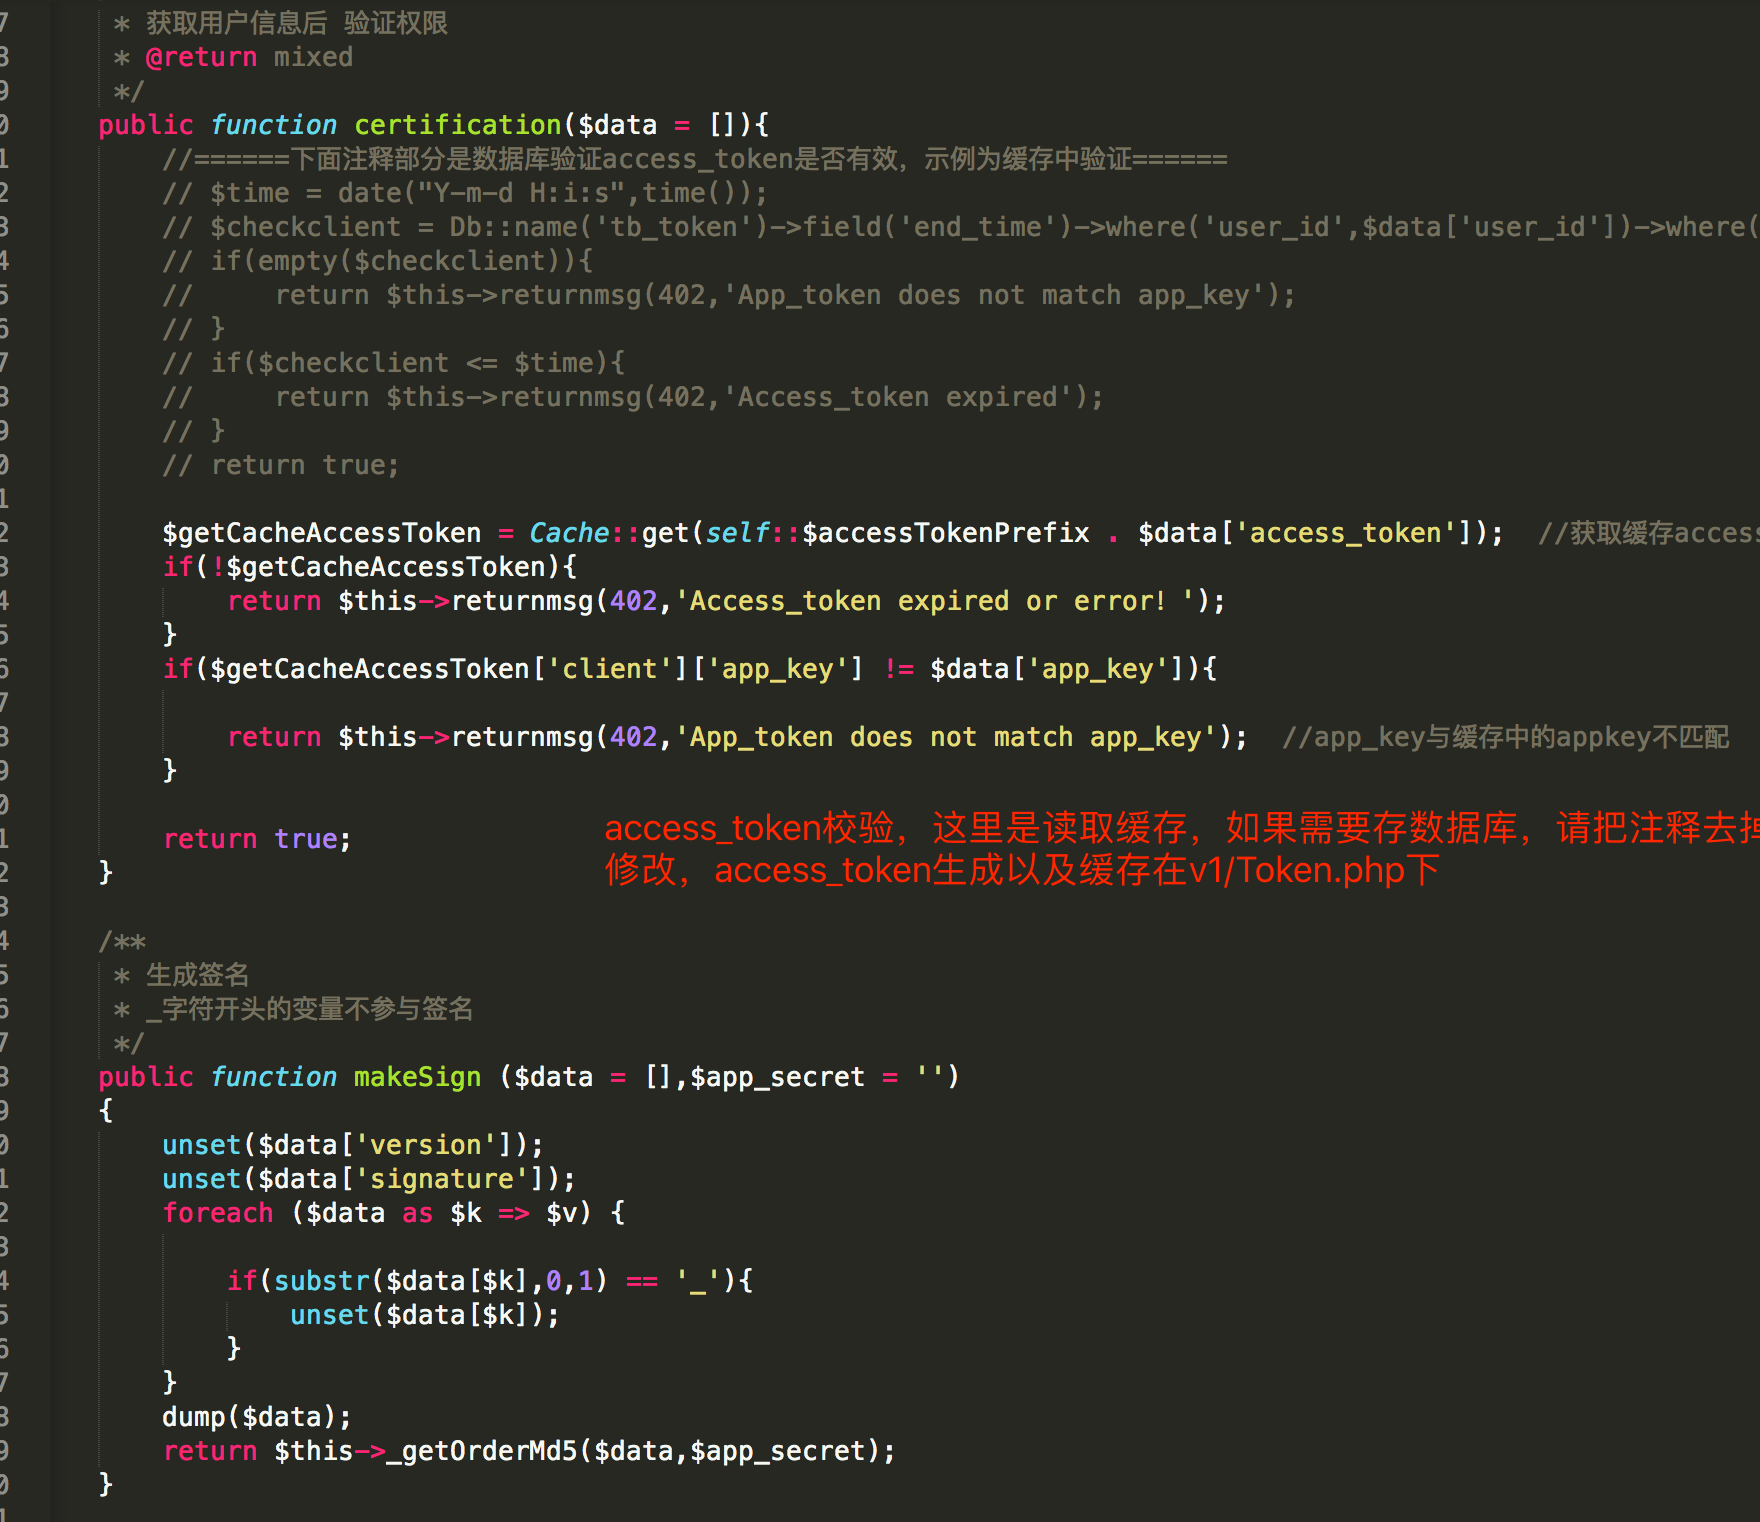 7 * 获取用户信息后 验证权限
8 * @return mixed
9 */
0 public function certification($data = []){
1 //======下面注释部分是数据库验证access_token是否有效，示例为缓存中验证======
2 // $time = date("Y-m-d H:i:s",time());
3 // $checkclient = Db::name('tb_token')->field('end_time')->where('user_id',$data['user_id'])->where(
4 // if(empty($checkclient)){
5 //     return $this->returnmsg(402,'App_token does not match app_key');
6 // }
7 // if($checkclient <= $time){
8 //     return $this->returnmsg(402,'Access_token expired');
9 // }
0 // return true;
1
2 $getCacheAccessToken = Cache::get(self::$accessTokenPrefix . $data['access_token']);  //获取缓存access
3 if(!$getCacheAccessToken){
4 return $this->returnmsg(402,'Access_token expired or error! ');
5 }
6 if($getCacheAccessToken['client']['app_key'] != $data['app_key']){
7
8 return $this->returnmsg(402,'App_token does not match app_key');  //app_key与缓存中的appkey不匹配
9 }
0
1 return true;
access_token校验，这里是读取缓存，如果需要存数据库，请把注释去掉
修改，access_token生成以及缓存在v1/Token.php下
2 }
3
4 /**
5 * 生成签名
6 * _字符开头的变量不参与签名
7 */
8 public function makeSign ($data = [],$app_secret = '')
9 {
0 unset($data['version']);
1 unset($data['signature']);
2 foreach ($data as $k => $v) {
3
4 if(substr($data[$k],0,1) == '_'){
5 unset($data[$k]);
6 }
7 }
8 dump($data);
9 return $this->_getOrderMd5($data,$app_secret);
0 }
1